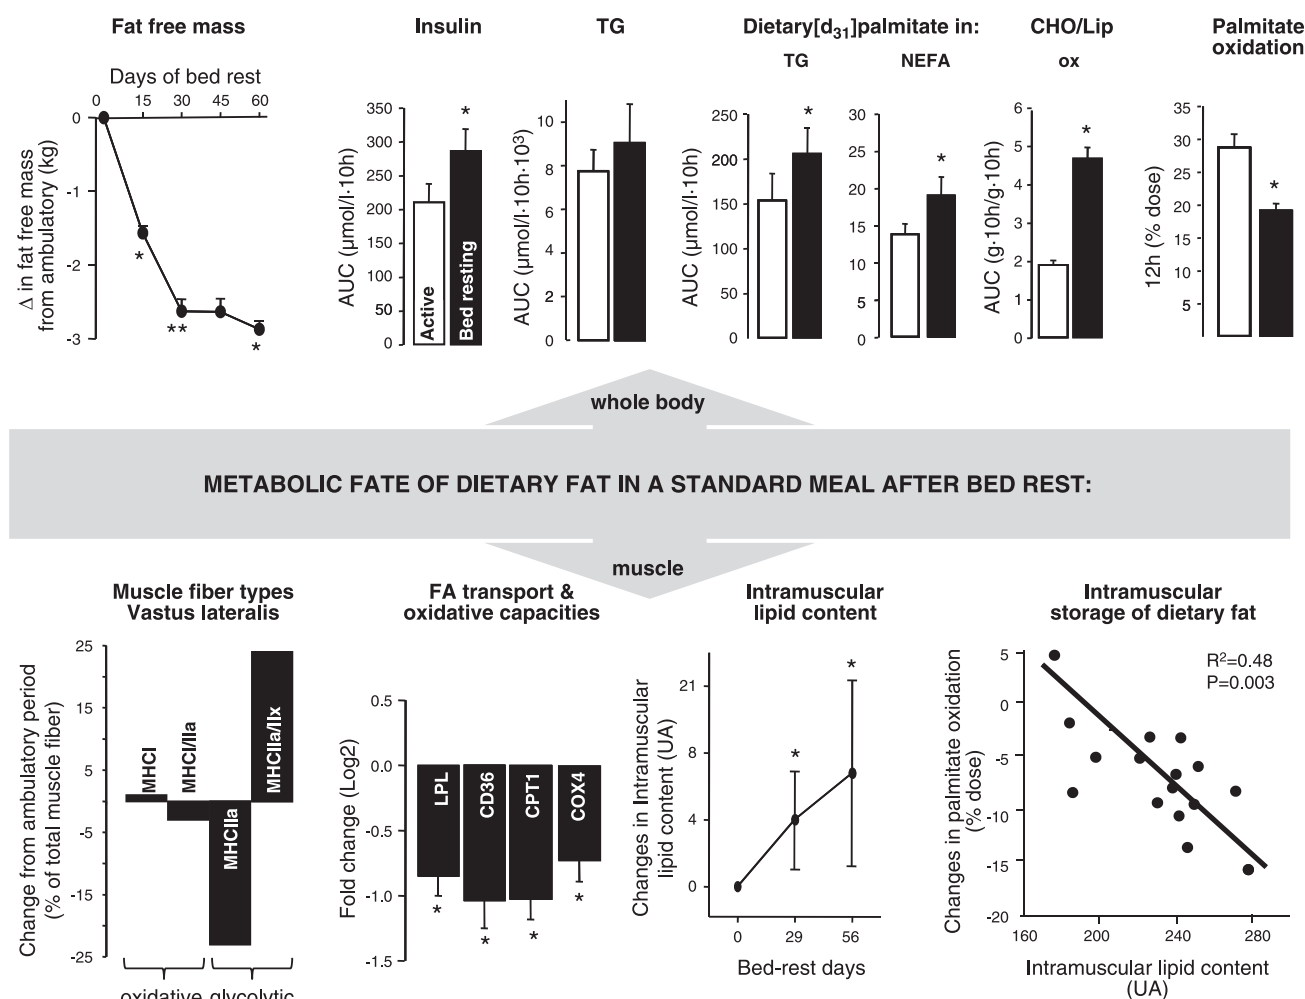 Fat free mass
Days of bed rest
0 15 30 45 60
0
-1
-2
-3
Δ in fat free mass
from ambulatory (kg)
*
**
*
Insulin
350
300
250
200
150
100
50
0
AUC (µmol/l·10h)
Active
Bed resting
*
TG
10
8
6
4
2
0
AUC (µmol/l·10h·10³)
Dietary[d₃₁]palmitate in:
TG
250
200
150
100
50
0
AUC (µmol/l·10h)
*
NEFA
30
25
20
15
10
5
0
*
CHO/Lip
ox
6
5
4
3
2
1
0
AUC (g·10h/g·10h)
*
Palmitate
oxidation
35
30
25
20
15
10
5
12h (% dose)
*
whole body
METABOLIC FATE OF DIETARY FAT IN A STANDARD MEAL AFTER BED REST:
muscle
Muscle fiber types
Vastus lateralis
25
15
5
-5
-15
-25
Change from ambulatory period
(% of total muscle fiber)
MHCI
MHCI/IIa
MHCIIa
MHCIIa/IIx
oxidative glycolytic
FA transport &
oxidative capacities
0.5
0.0
-0.5
-1.0
-1.5
Fold change (Log2)
LPL
CD36
CPT1
COX4
*
*
*
*
Intramuscular
lipid content
21
8
4
0
Changes in Intramuscular
lipid content (UA)
*
*
0 29 56
Bed-rest days
Intramuscular
storage of dietary fat
R²=0.48
P=0.003
5
0
-5
-10
-15
-20
Changes in palmitate oxidation
(% dose)
160 200 240 280
Intramuscular lipid content
(UA)